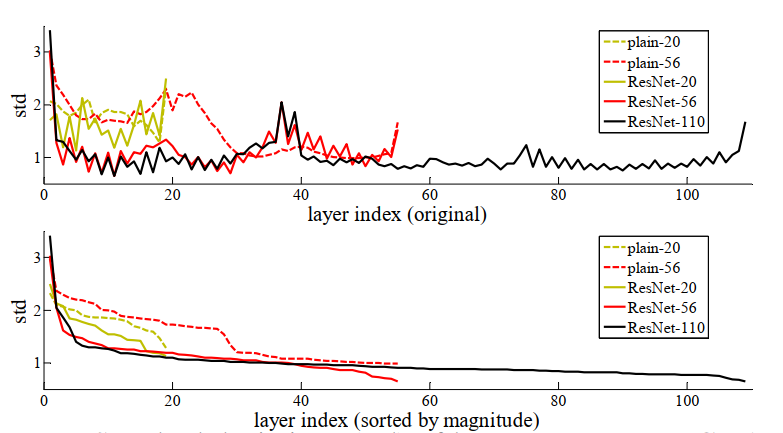 3
2
1
std
plain-20
plain-56
ResNet-20
ResNet-56
ResNet-110
0 20 40 60 80 100
layer index (original)
3
2
1
std
plain-20
plain-56
ResNet-20
ResNet-56
ResNet-110
0 20 40 60 80 100
layer index (sorted by magnitude)